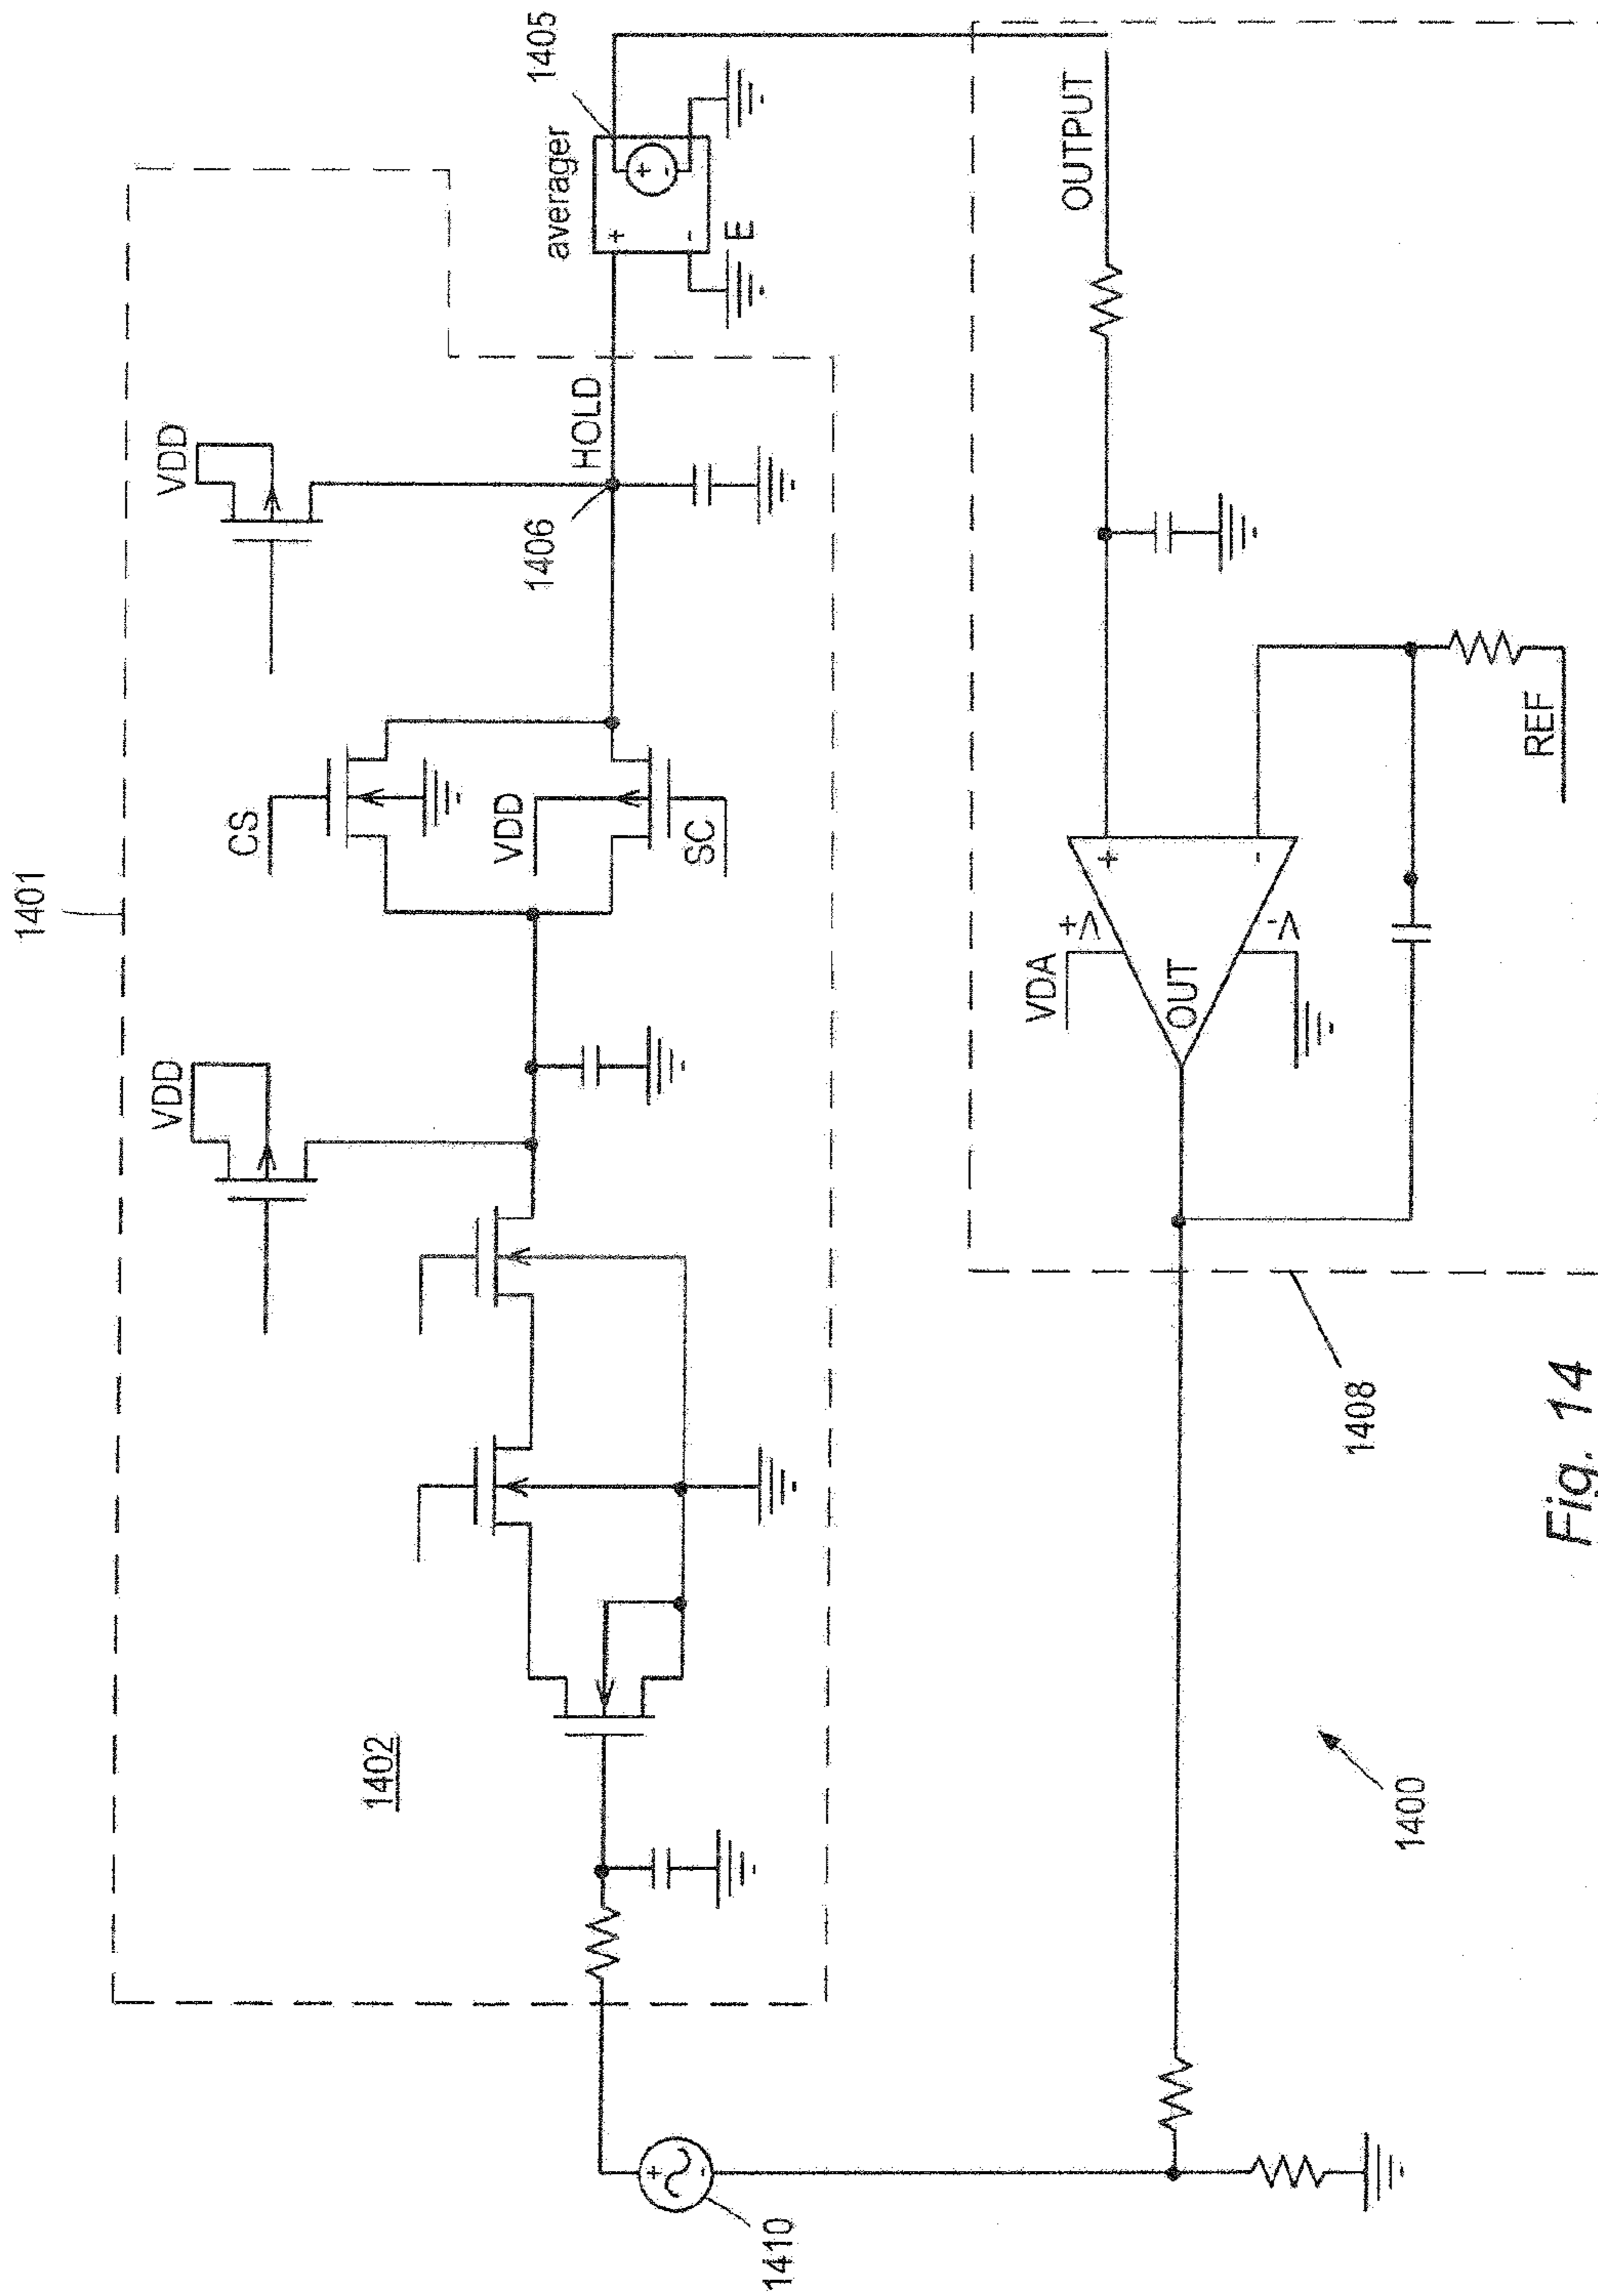 1401
VDD
VDD
CS
VDD
SC
1406
HOLD
averager
1405
+
-
+
-
E
1402
1410
+
-
OUTPUT
VDA
+V
-V
OUT
+
-
REF
1408
1400
Fig. 14